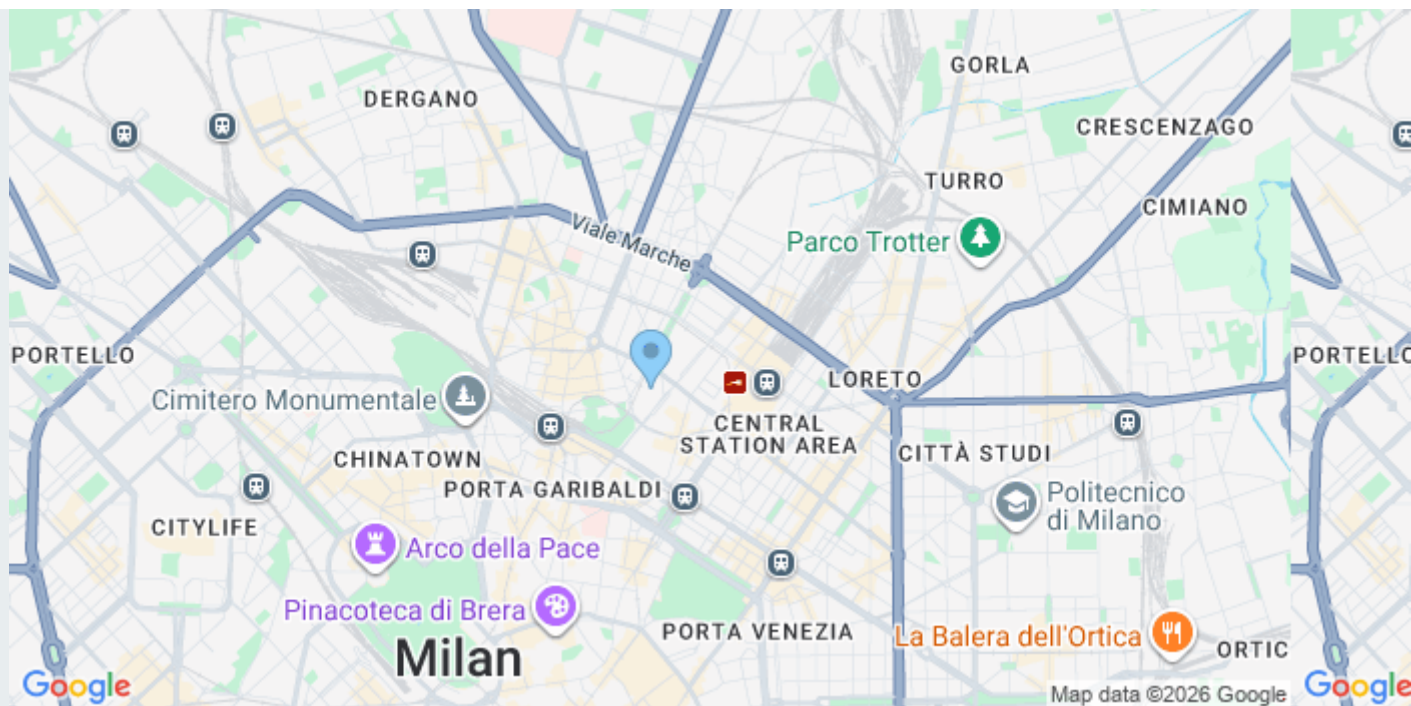 GORLA
DERGANO
CRESCENZAGO
TURRO
CIMIANO
Viale Marche
Parco Trotter
PORTELLO
PORTELLO
LORETO
Cimitero Monumentale
CENTRAL
STATION AREA
CITTÀ STUDI
CHINATOWN
PORTA GARIBALDI
Politecnico
di Milano
CITYLIFE
Arco della Pace
Pinacoteca di Brera
PORTA VENEZIA
La Balera dell'Ortica
ORTIC
Milan
Google
Map data ©2026 Google
Google